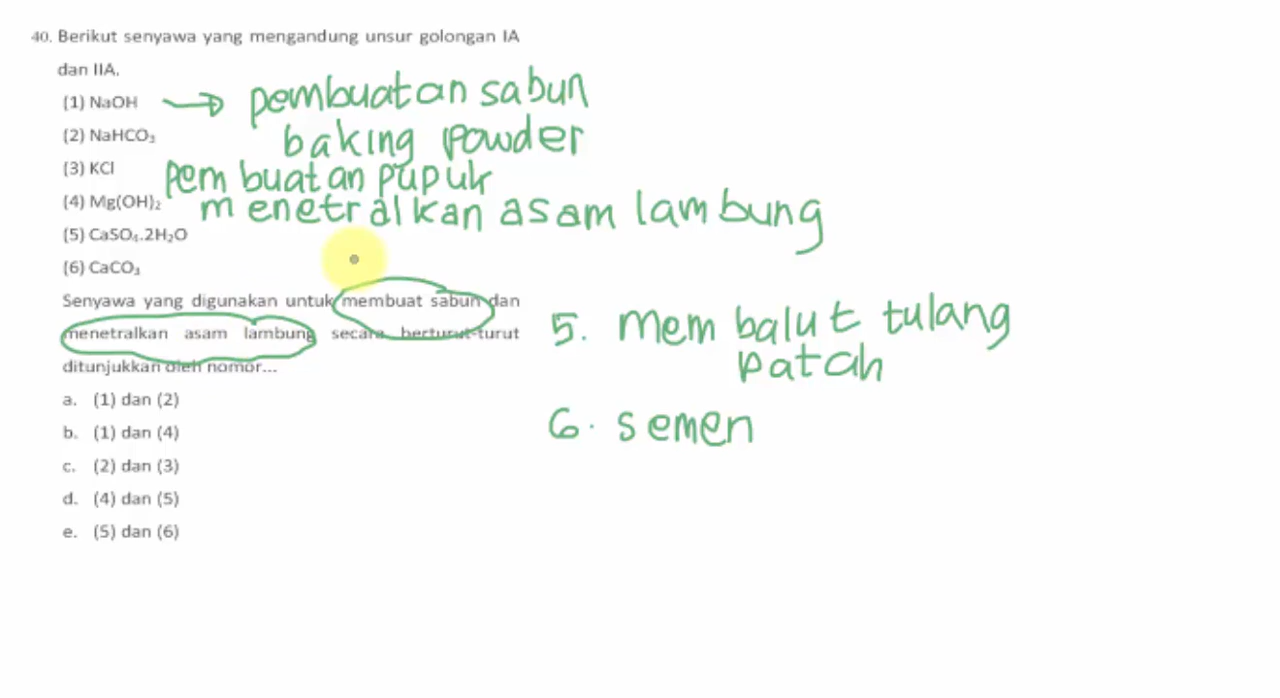 40. Berikut senyawa yang mengandung unsur golongan IA
dan IIA.
(1) NaOH → pembuatan sabun
(2) NaHCO₃ baking powder
(3) KCl pembuatan pupuk
(4) Mg(OH)₂ menetralkan asam lambung
(5) CaSO₄.2H₂O
(6) CaCO₃
Senyawa yang digunakan untuk membuat sabun dan
menetralkan asam lambung secara berturut-turut
ditunjukkan oleh nomor...
a. (1) dan (2)
b. (1) dan (4)
c. (2) dan (3)
d. (4) dan (5)
e. (5) dan (6)
5. membalut tulang
patah
6. semen